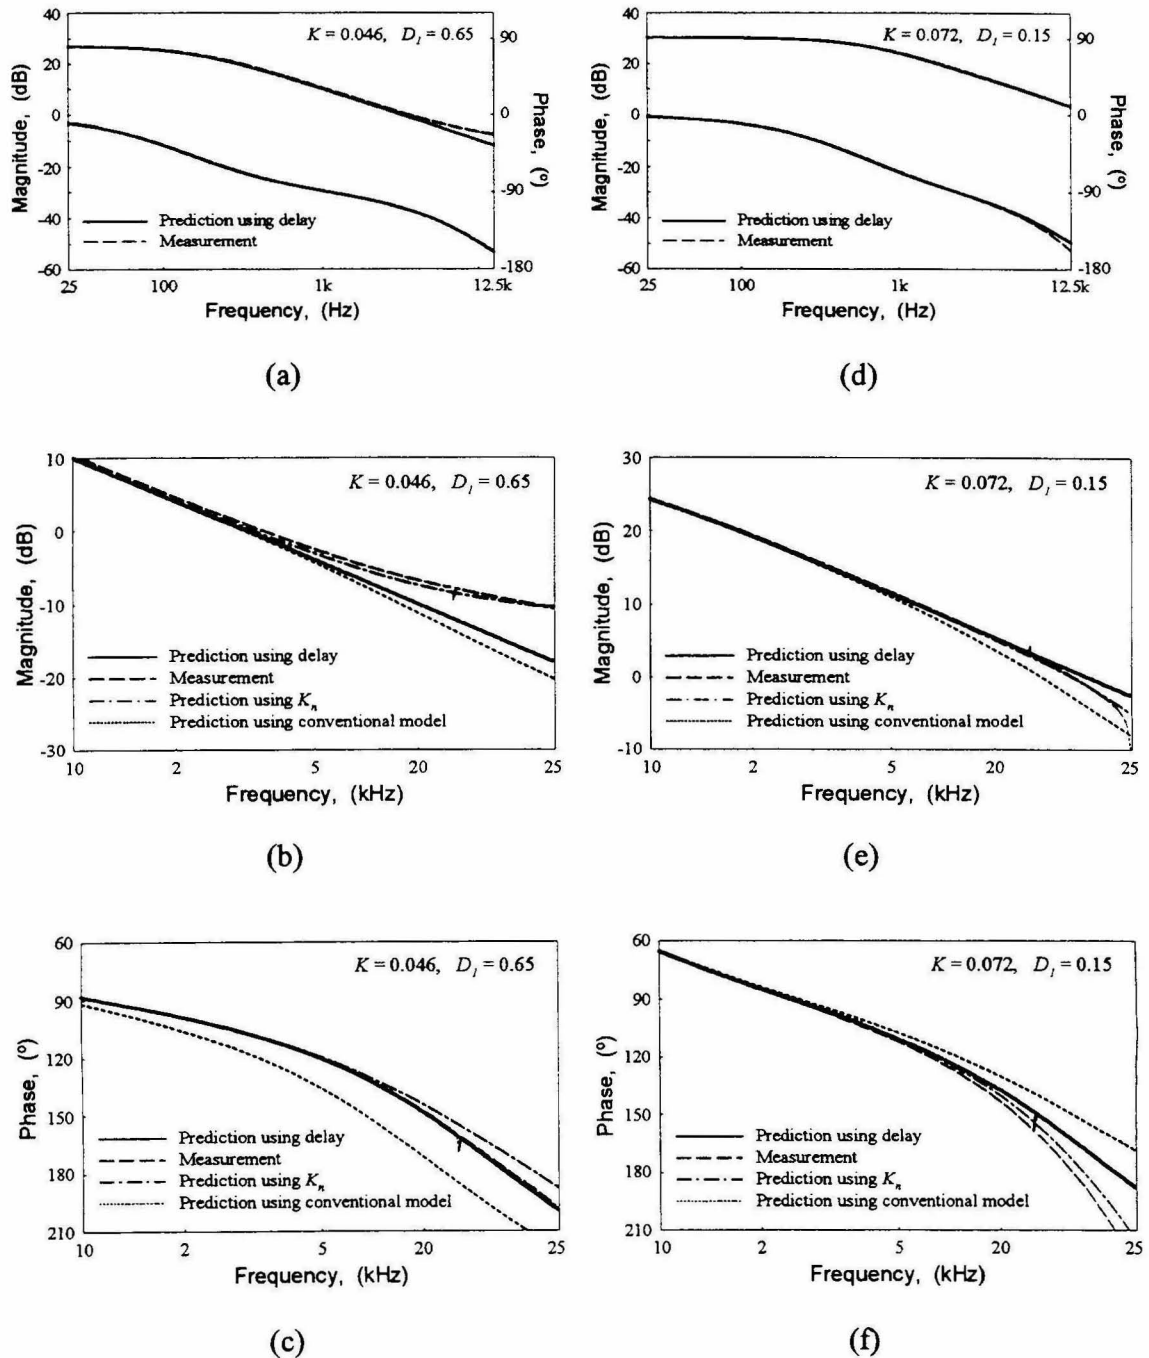 40
20
0
-20
-40
-60
Magnitude, (dB)
K = 0.046, D1 = 0.65
90
0
-90
-180
Phase, (º)
Prediction using delay
Measurement
25 100 1k 12.5k
Frequency, (Hz)
(a)
40
20
0
-20
-40
-60
Magnitude, (dB)
K = 0.072, D1 = 0.15
90
0
-90
-180
Phase, (º)
Prediction using delay
Measurement
25 100 1k 12.5k
Frequency, (Hz)
(d)
10
0
-10
-20
-30
Magnitude, (dB)
K = 0.046, D1 = 0.65
Prediction using delay
Measurement
Prediction using Kn
Prediction using conventional model
10 2 5 20 25
Frequency, (kHz)
(b)
30
20
10
0
-10
Magnitude, (dB)
K = 0.072, D1 = 0.15
Prediction using delay
Measurement
Prediction using Kn
Prediction using conventional model
10 2 5 20 25
Frequency, (kHz)
(e)
60
90
120
150
180
210
Phase, (º)
K = 0.046, D1 = 0.65
Prediction using delay
Measurement
Prediction using Kn
Prediction using conventional model
10 2 5 20 25
Frequency, (kHz)
(c)
60
90
120
150
180
210
Phase, (º)
K = 0.072, D1 = 0.15
Prediction using delay
Measurement
Prediction using Kn
Prediction using conventional model
10 2 5 20 25
Frequency, (kHz)
(f)